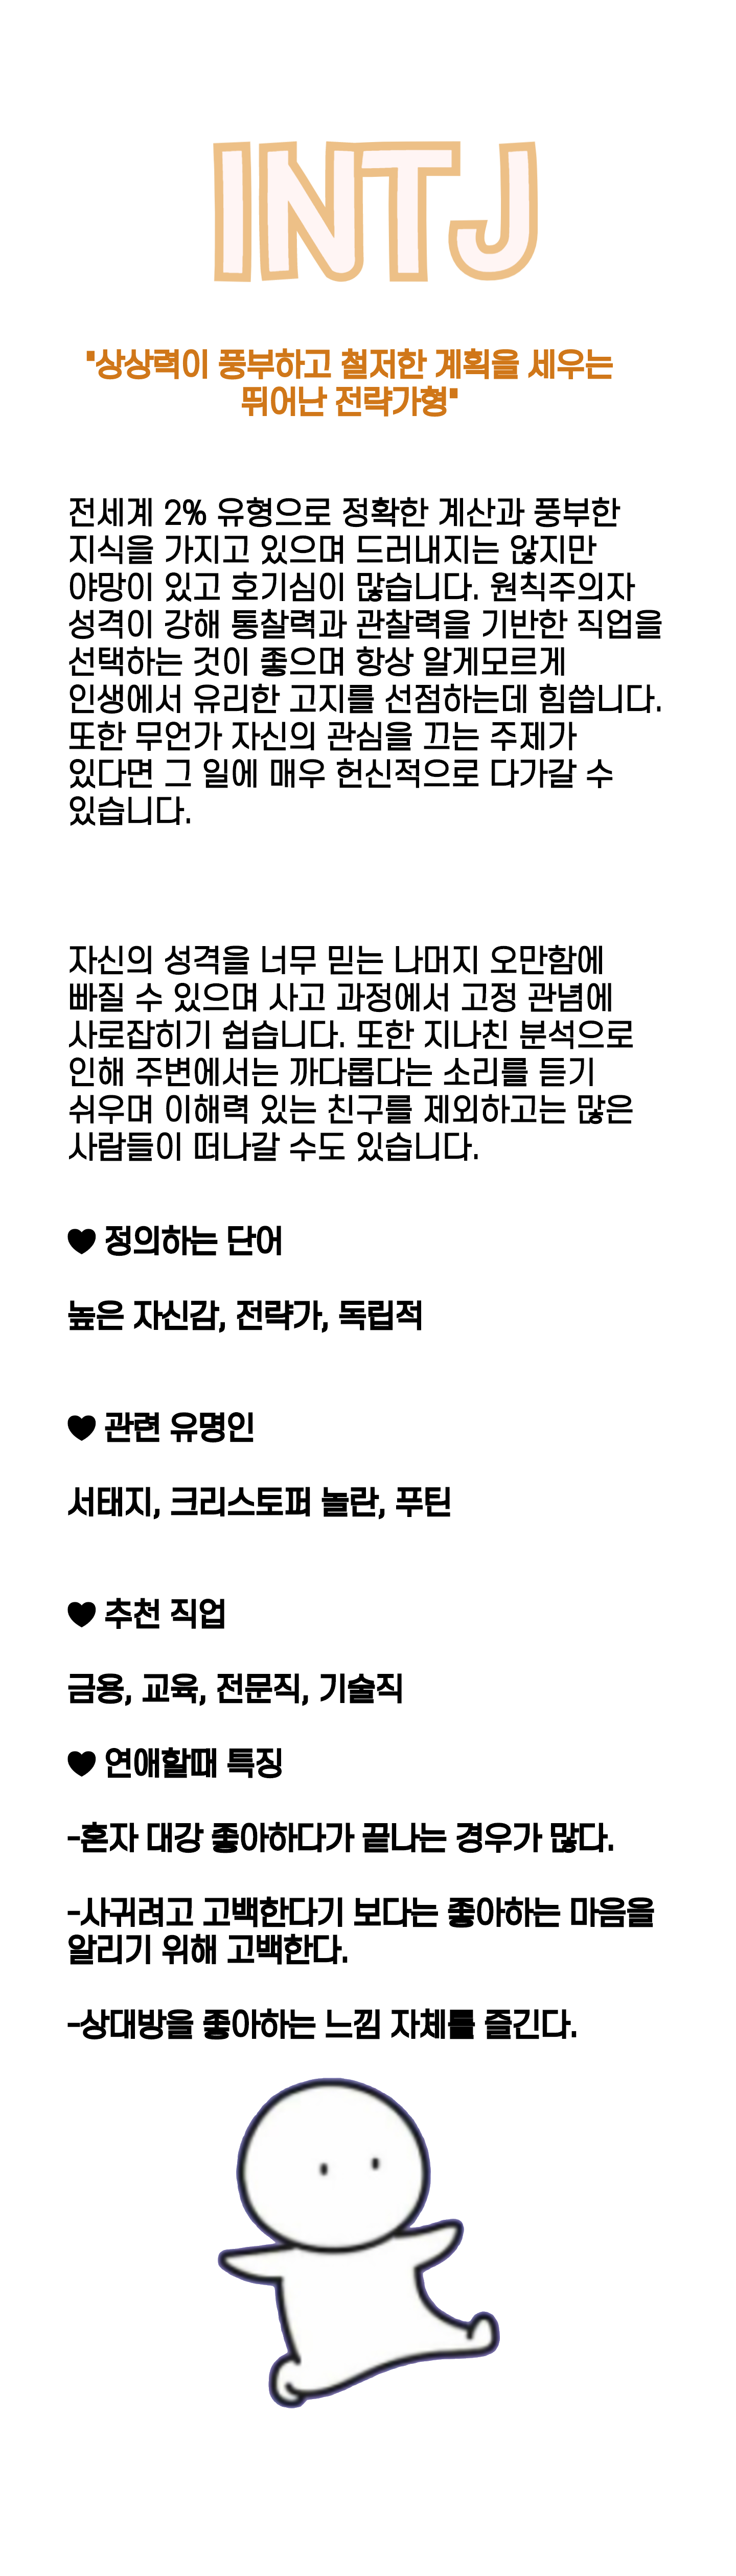 INTJ
"상상력이 풍부하고 철저한 계획을 세우는
뛰어난 전략가형"
전세계 2% 유형으로 정확한 계산과 풍부한
지식을 가지고 있으며 드러내지는 않지만
야망이 있고 호기심이 많습니다. 원칙주의자
성격이 강해 통찰력과 관찰력을 기반한 직업을
선택하는 것이 좋으며 항상 알게모르게
인생에서 유리한 고지를 선점하는데 힘씁니다.
또한 무언가 자신의 관심을 끄는 주제가
있다면 그 일에 매우 헌신적으로 다가갈 수
있습니다.
자신의 성격을 너무 믿는 나머지 오만함에
빠질 수 있으며 사고 과정에서 고정 관념에
사로잡히기 쉽습니다. 또한 지나친 분석으로
인해 주변에서는 까다롭다는 소리를 듣기
쉬우며 이해력 있는 친구를 제외하고는 많은
사람들이 떠나갈 수도 있습니다.
♥ 정의하는 단어
높은 자신감, 전략가, 독립적
♥ 관련 유명인
서태지, 크리스토퍼 놀란, 푸틴
♥ 추천 직업
금융, 교육, 전문직, 기술직
♥ 연애할때 특징
-혼자 대강 좋아하다가 끝나는 경우가 많다.
-사귀려고 고백한다기 보다는 좋아하는 마음을
알리기 위해 고백한다.
-상대방을 좋아하는 느낌 자체를 즐긴다.